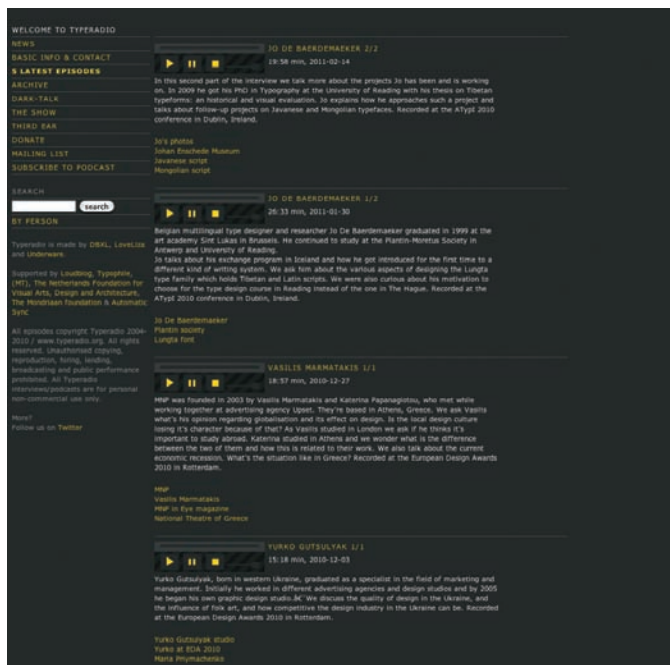 WELCOME TO TYPERADIO
NEWS
BASIC INFO & CONTACT
5 LATEST EPISODES
ARCHIVE
DARK-TALK
THE SHOW
THIRD EAR
DONATE
MAILING LIST
SUBSCRIBE TO PODCAST
SEARCH
search
BY PERSON
Typeradio is made by DBXL, LoveLiza
and Underware.
Supported by Loudblog, Typophile,
(MT), The Netherlands Foundation for
Visual Arts, Design and Architecture,
The Mondriaan foundation & Automatic
Sync
All episodes copyright Typeradio 2004-
2010 / www.typeradio.org. All rights
reserved. Unauthorised copying,
reproduction, hiring, lending,
broadcasting and public performance
prohibited. All Typeradio
interviews/podcasts are for personal
non-commercial use only.
More?
Follow us on Twitter
JO DE BAERDEMAEKER 2/2
19:58 min, 2011-02-14
In this second part of the interview we talk more about the projects Jo has been and is working
on. In 2009 he got his PhD in Typography at the University of Reading with his thesis on Tibetan
typeforms: an historical and visual evaluation. Jo explains how he approaches such a project and
talks about follow-up projects on Javanese and Mongolian typefaces. Recorded at the ATypI 2010
conference in Dublin, Ireland.
Jo's photos
Johan Enschede Museum
Javanese script
Mongolian script
JO DE BAERDEMAEKER 1/2
26:33 min, 2011-01-30
Belgian multilingual type designer and researcher Jo De Baerdemaeker graduated in 1999 at the
art academy Sint Lukas in Brussels. He continued to study at the Plantin-Moretus Society in
Antwerp and University of Reading.
Jo talks about his exchange program in Iceland and how he got introduced for the first time to a
different kind of writing system. We ask him about the various aspects of designing the Lungta
type family which holds Tibetan and Latin scripts. We were also curious about his motivation to
choose for the type design course in Reading instead of the one in The Hague. Recorded at the
ATypI 2010 conference in Dublin, Ireland.
Jo De Baerdemaeker
Plantin society
Lungta font
VASILIS MARMATAKIS 1/1
18:57 min, 2010-12-27
MNP was founded in 2003 by Vasilis Marmatakis and Katerina Papanagiotou, who met while
working together at advertising agency Upset. They're based in Athens, Greece. We ask Vasilis
what's his opinion regarding globalisation and its effect on design. Is the local design culture
losing it's character because of that? As Vasilis studied in London we ask if he thinks it's
important to study abroad. Katerina studied in Athens and we wonder what is the difference
between the two of them and how this is related to their work. We also talk about the current
economic recession. What's the situation like in Greece? Recorded at the European Design Awards
2010 in Rotterdam.
MNP
Vasilis Marmatakis
MNP in Eye magazine
National Theatre of Greece
YURKO GUTSULYAK 1/1
15:18 min, 2010-12-03
Yurko Gutsulyak, born in western Ukraine, graduated as a specialist in the field of marketing and
management. Initially he worked in different advertising agencies and design studios and by 2005
he began his own graphic design studio. We discuss the quality of design in the Ukraine, and
the influence of folk art, and how competitive the design industry in the Ukraine can be. Recorded
at the European Design Awards 2010 in Rotterdam.
Yurko Gutsulyak studio
Yurko at EDA 2010
Maria Priymachenko